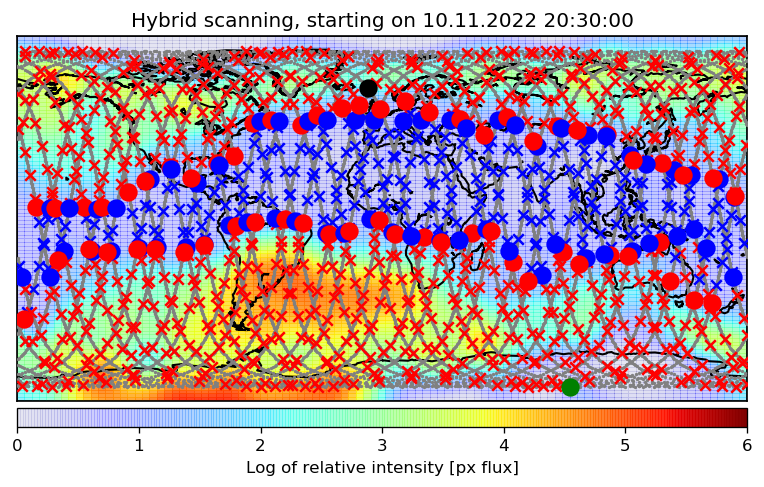 Hybrid scanning, starting on 10.11.2022 20:30:00
0 1 2 3 4 5 6
Log of relative intensity [px flux]